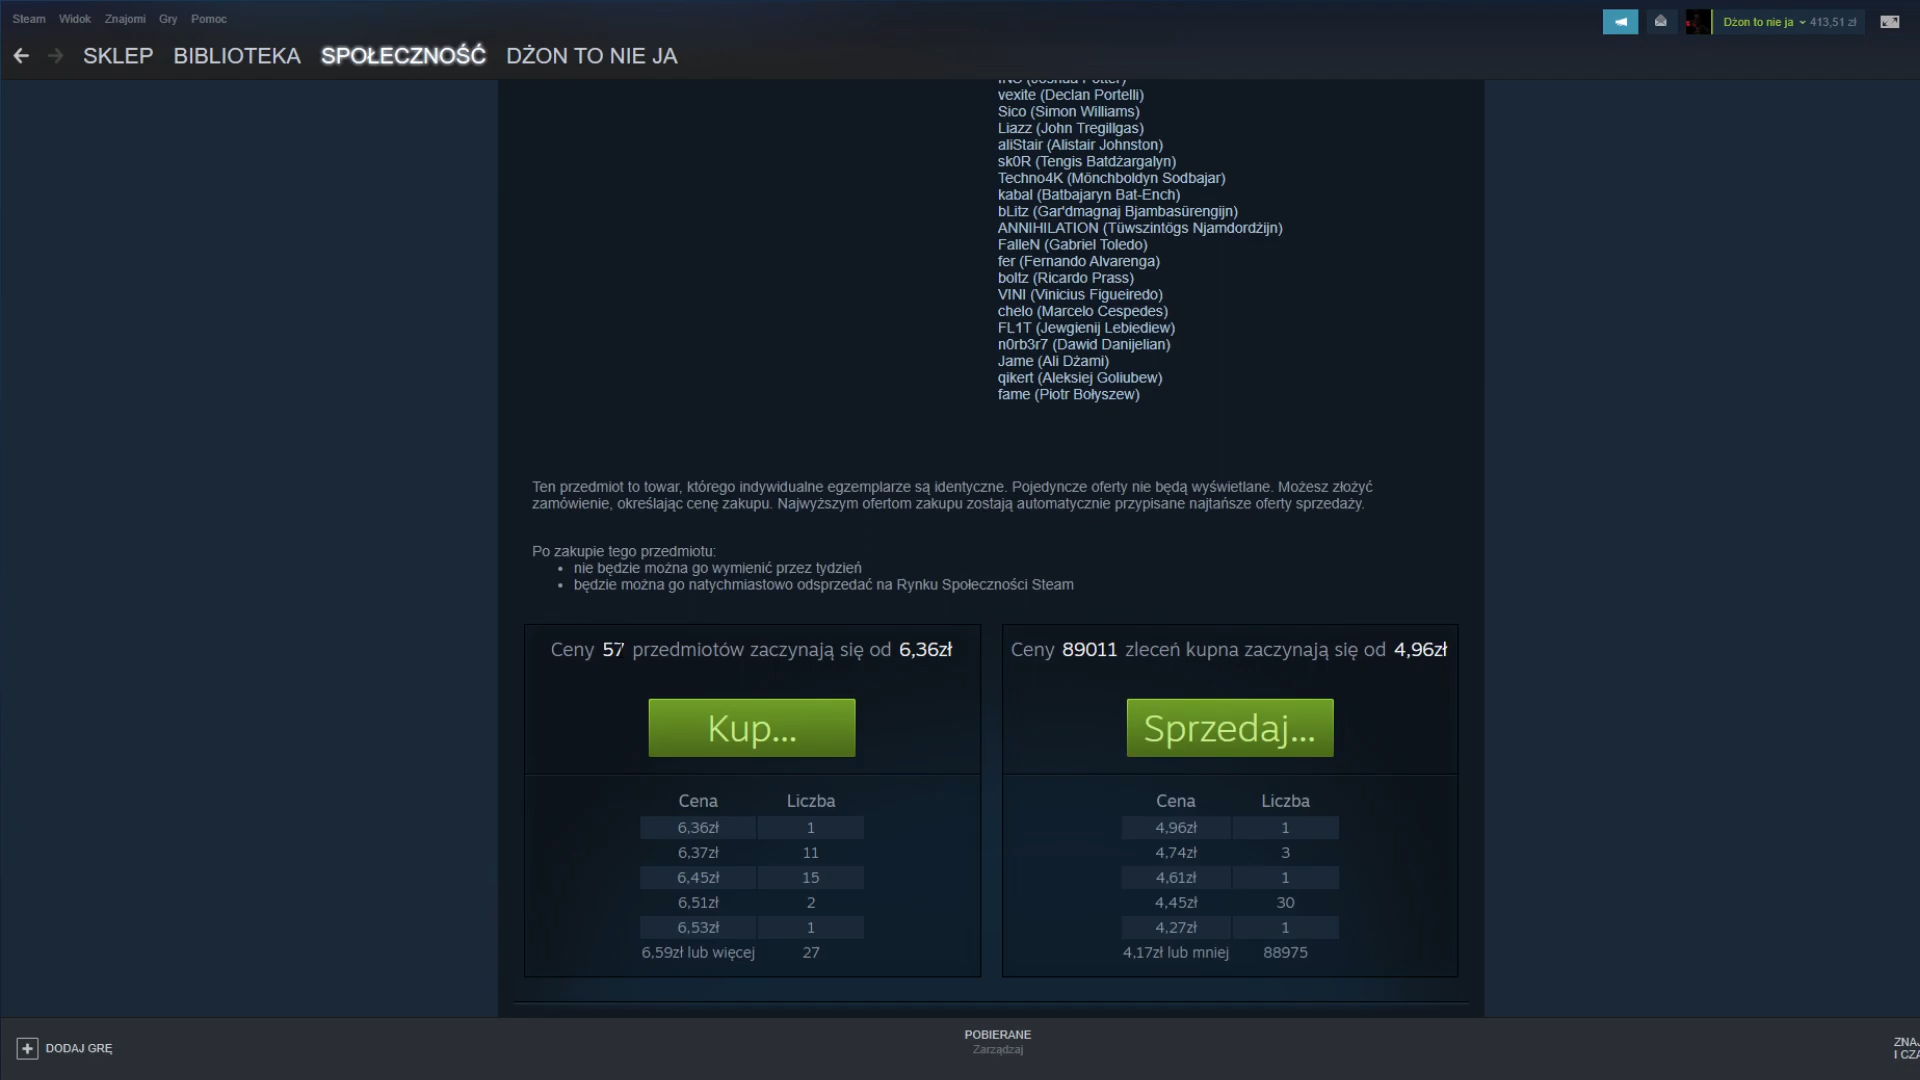 Steam Widok Znajomi Gry Pomoc
Dżon to nie ja 413,51 zł
SKLEP BIBLIOTEKA SPOŁECZNOŚĆ DŻON TO NIE JA
INS (Joshua Potter)
vexite (Declan Portelli)
Sico (Simon Williams)
Liazz (John Tregillgas)
aliStair (Alistair Johnston)
sk0R (Tengis Batdżargalyn)
Techno4K (Mönchboldyn Sodbajar)
kabal (Batbajaryn Bat-Ench)
bLitz (Gar'dmagnaj Bjambasürengijn)
ANNIHILATION (Tüwszintögs Njamdordżijn)
FalleN (Gabriel Toledo)
fer (Fernando Alvarenga)
boltz (Ricardo Prass)
VINI (Vinicius Figueiredo)
chelo (Marcelo Cespedes)
FL1T (Jewgienij Lebiediew)
n0rb3r7 (Dawid Danijelian)
Jame (Ali Dżami)
qikert (Aleksiej Goliubew)
fame (Piotr Bołyszew)
Ten przedmiot to towar, którego indywidualne egzemplarze są identyczne. Pojedyncze oferty nie będą wyświetlane. Możesz złożyć
zamówienie, określając cenę zakupu. Najwyższym ofertom zakupu zostają automatycznie przypisane najtańsze oferty sprzedaży.
Po zakupie tego przedmiotu:
• nie będzie można go wymienić przez tydzień
• będzie można go natychmiastowo odsprzedać na Rynku Społeczności Steam
Ceny 57 przedmiotów zaczynają się od 6,36zł
Kup...
Cena Liczba
6,36zł 1
6,37zł 11
6,45zł 15
6,51zł 2
6,53zł 1
6,59zł lub więcej 27
Ceny 89011 zleceń kupna zaczynają się od 4,96zł
Sprzedaj...
Cena Liczba
4,96zł 1
4,74zł 3
4,61zł 1
4,45zł 30
4,27zł 1
4,17zł lub mniej 88975
DODAJ GRĘ
POBIERANE
Zarządzaj
ZNAJ
I CZA